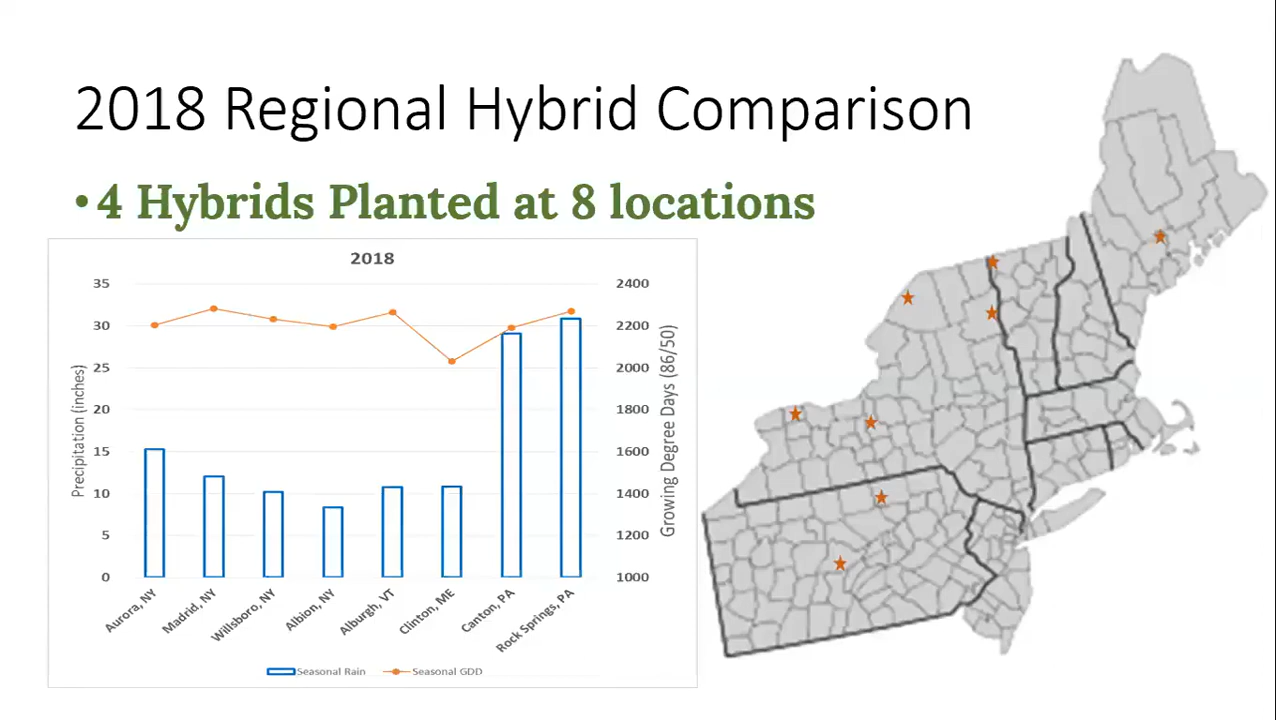 2018 Regional Hybrid Comparison
• 4 Hybrids Planted at 8 locations
2018
35
30
25
20
15
10
5
0
Precipitation (inches)
2400
2200
2000
1800
1600
1400
1200
1000
Growing Degree Days (86/50)
Aurora, NY
Madrid, NY
Willsboro, NY
Albion, NY
Alburgh, VT
Clinton, ME
Canton, PA
Rock Springs, PA
Seasonal Rain
Seasonal GDD